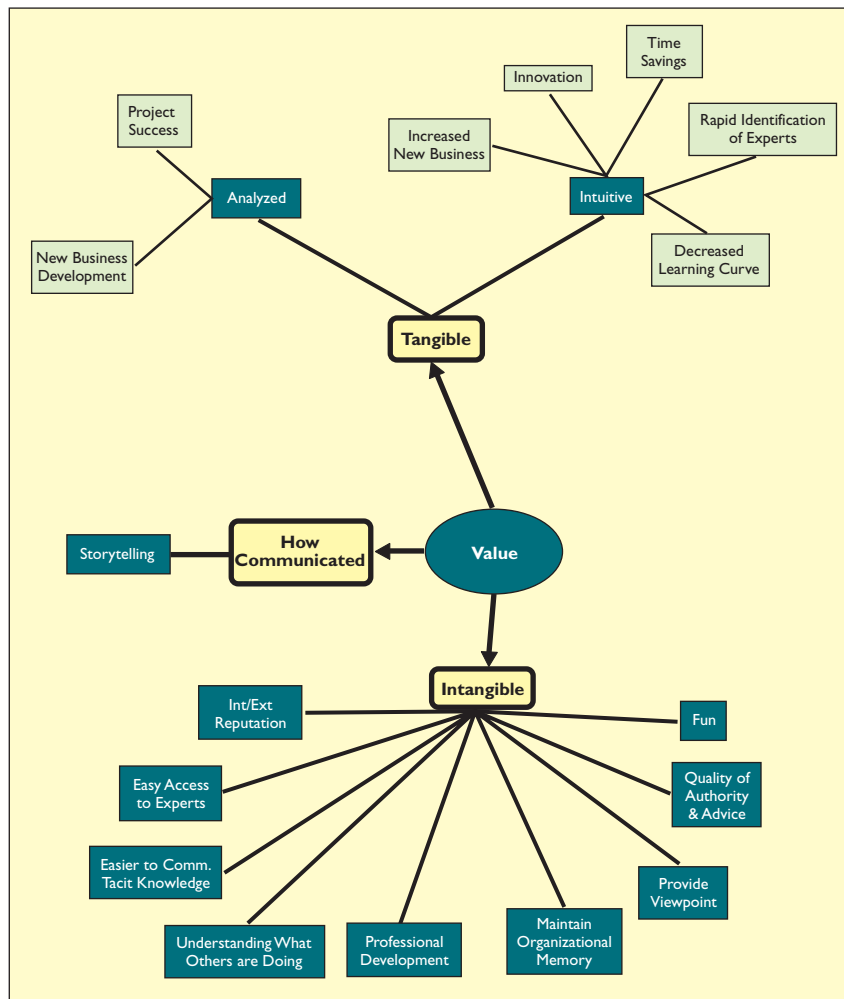 Time
Savings
Innovation
Project
Success
Increased
New Business
Rapid Identification
of Experts
Analyzed
Intuitive
New Business
Development
Decreased
Learning Curve
Tangible
How
Communicated
Storytelling
Value
Intangible
Int/Ext
Reputation
Fun
Easy Access
to Experts
Quality of
Authority
& Advice
Easier to Comm.
Tacit Knowledge
Provide
Viewpoint
Understanding What
Others are Doing
Professional
Development
Maintain
Organizational
Memory